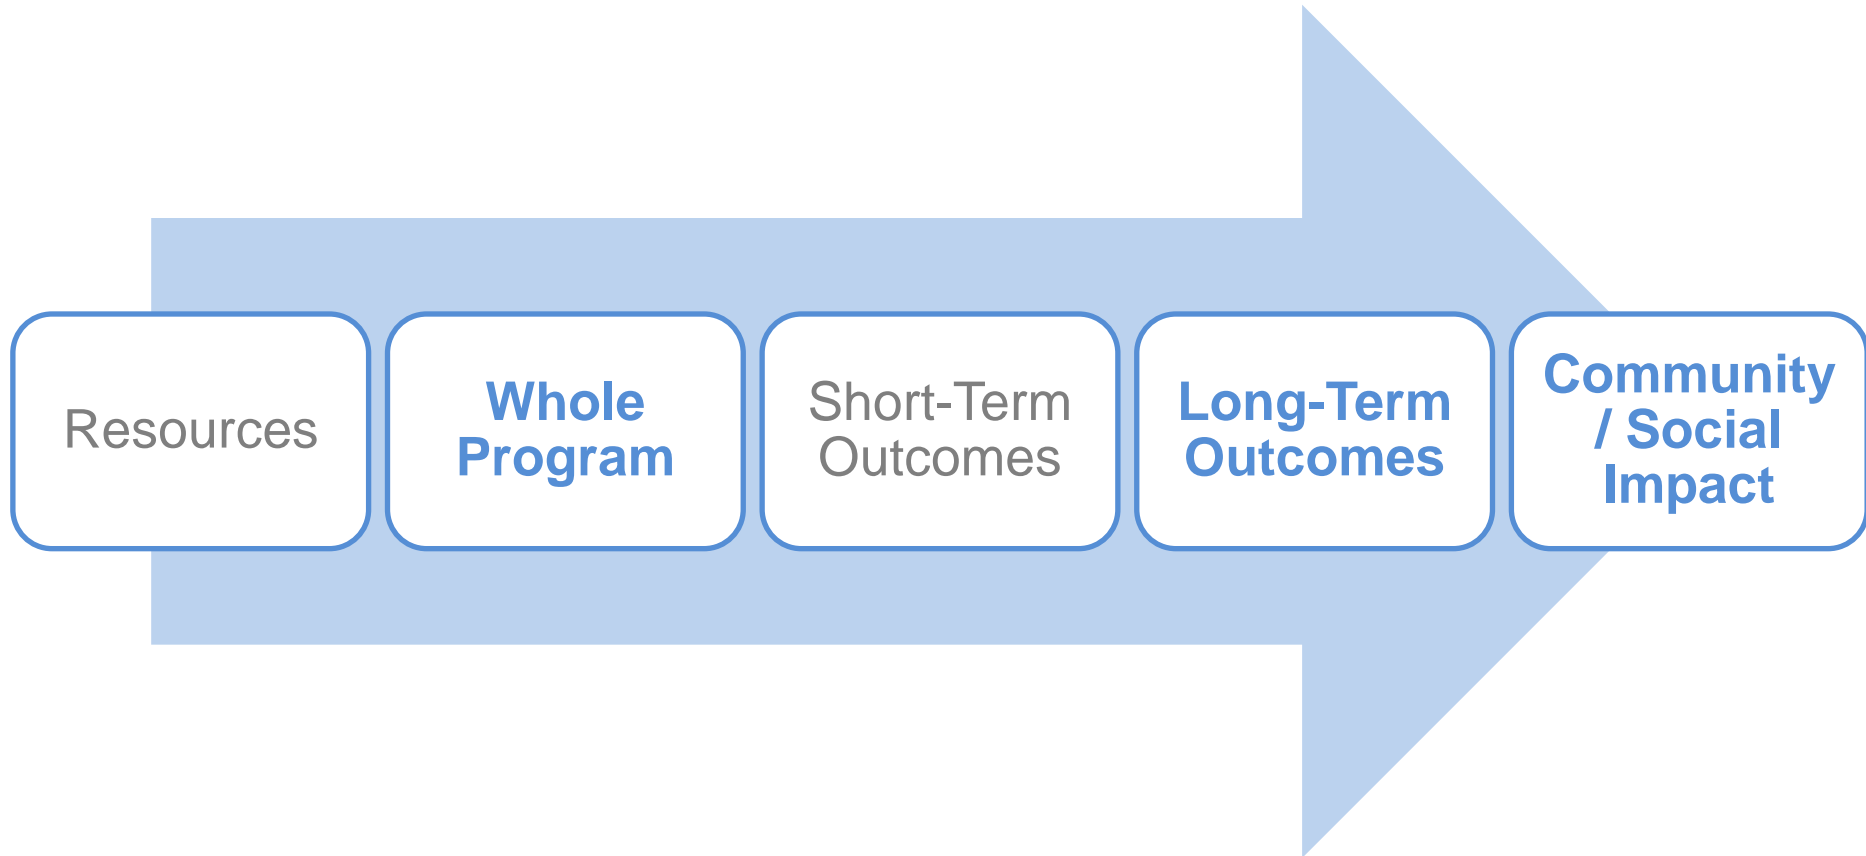 Resources
Whole
Program
Short-Term
Outcomes
Long-Term
Outcomes
Community
/ Social
Impact